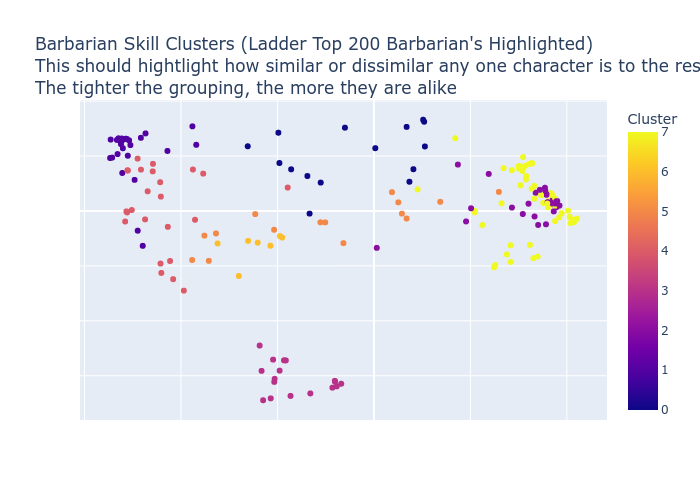 Barbarian Skill Clusters (Ladder Top 200 Barbarian's Highlighted)
This should hightlight how similar or dissimilar any one character is to the res
The tighter the grouping, the more they are alike
Cluster
7
6
5
4
3
2
1
0